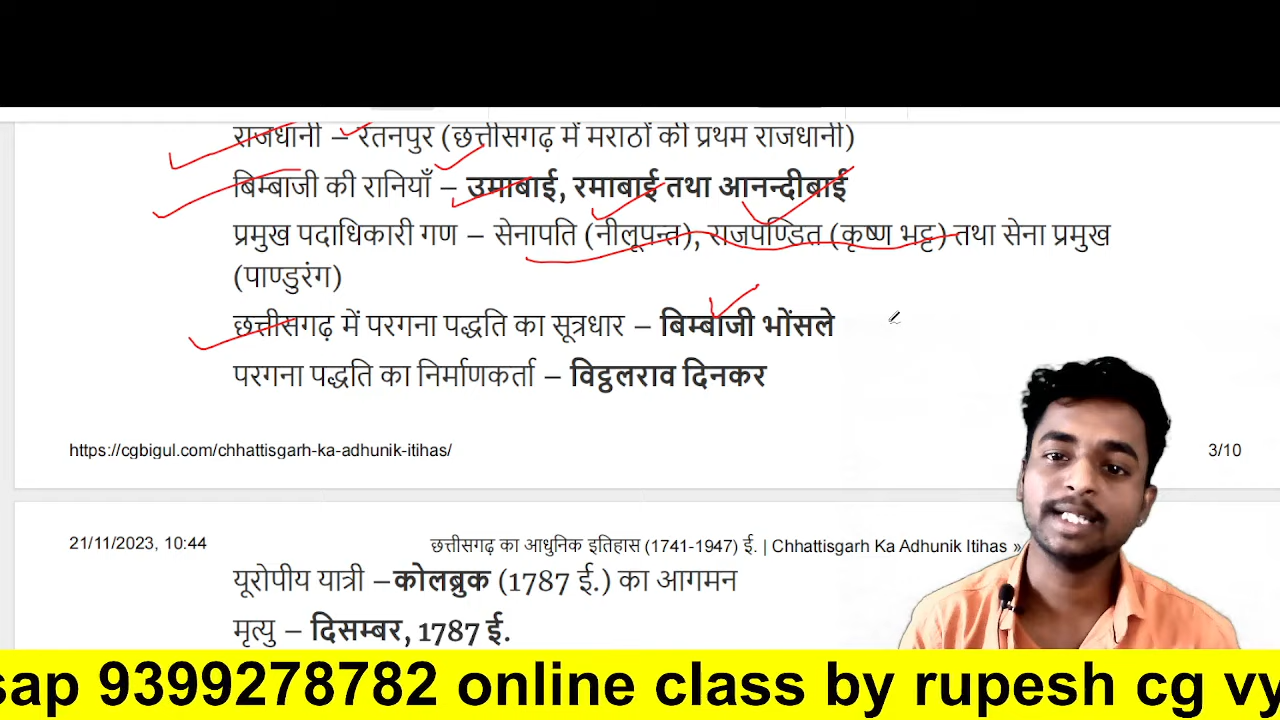 राजधानी – रतनपुर (छत्तीसगढ़ में मराठों की प्रथम राजधानी)
बिम्बाजी की रानियाँ – उमाबाई, रमाबाई तथा आनन्दीबाई
प्रमुख पदाधिकारी गण – सेनापति (नीलूपन्त), राजपण्डित (कृष्ण भट्ट) तथा सेना प्रमुख
(पाण्डुरंग)
छत्तीसगढ़ में परगना पद्धति का सूत्रधार – बिम्बाजी भोंसले
परगना पद्धति का निर्माणकर्ता – विट्ठलराव दिनकर
https://cgbigul.com/chhattisgarh-ka-adhunik-itihas/ 3/10
21/11/2023, 10:44 छत्तीसगढ़ का आधुनिक इतिहास (1741-1947) ई. | Chhattisgarh Ka Adhunik Itihas »
यूरोपीय यात्री –कोलब्रुक (1787 ई.) का आगमन
मृत्यु – दिसम्बर, 1787 ई.
sap 9399278782 online class by rupesh cg vy